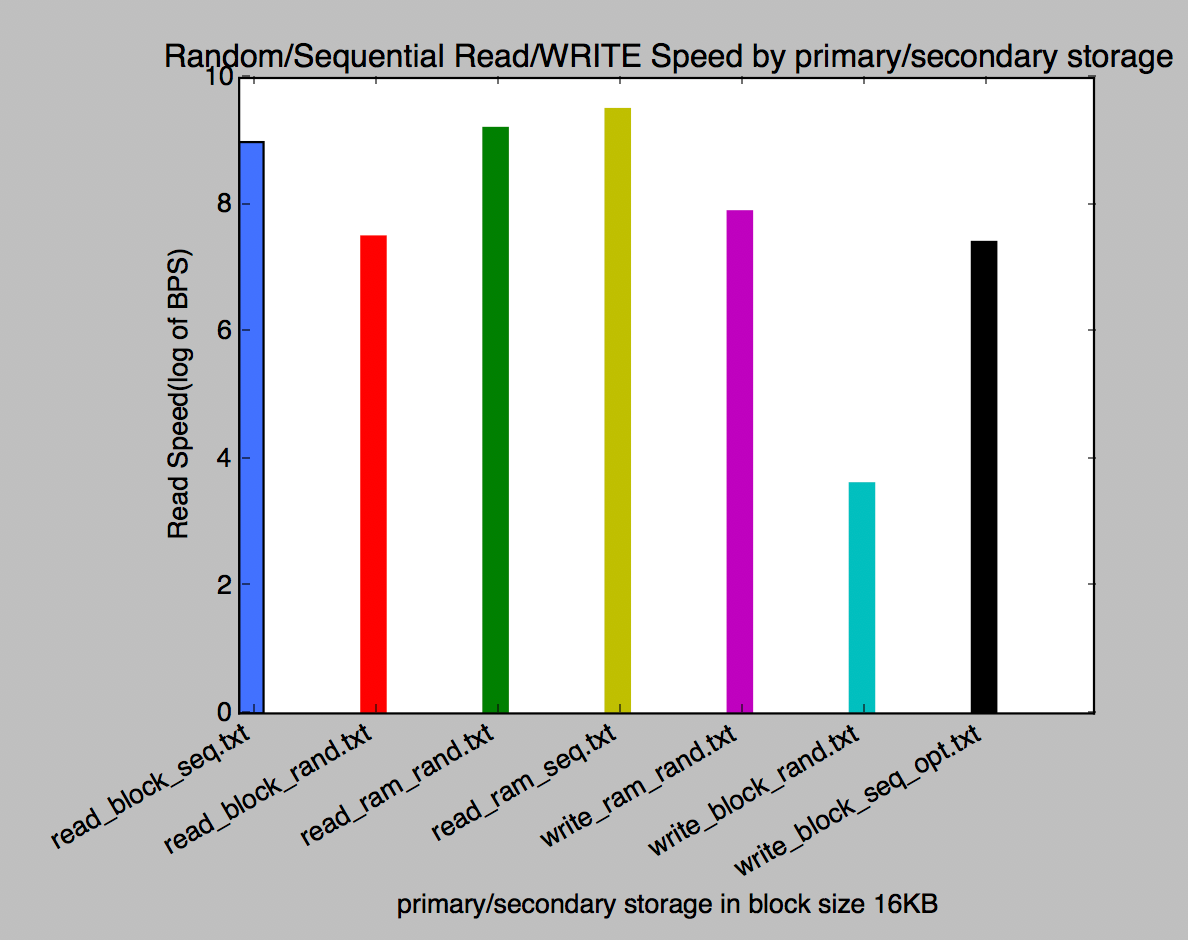 Random/Sequential Read/WRITE Speed by primary/secondary storage
10
8
6
4
2
0
Read Speed(log of BPS)
read_block_seq.txt
read_block_rand.txt
read_ram_rand.txt
read_ram_seq.txt
write_ram_rand.txt
write_block_rand.txt
write_block_seq_opt.txt
primary/secondary storage in block size 16KB